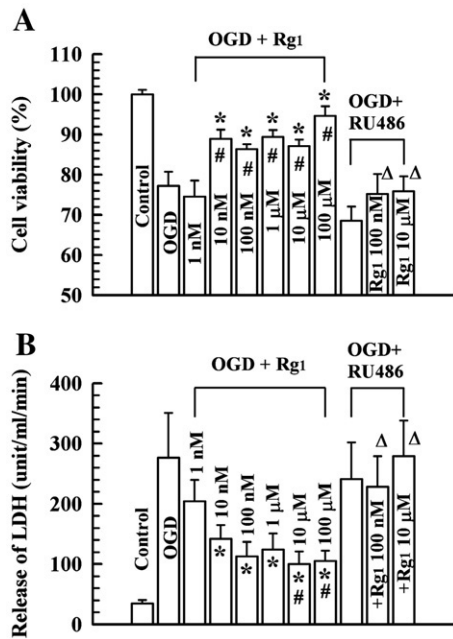 A
OGD + Rg1
OGD+
RU486
Cell viability (%)
110
100
90
80
70
60
50
Control
OGD
1 nM
10 nM
100 nM
1 μM
10 μM
100 μM
Rg1 100 nM
Rg1 10 μM
* * * * *
# # # # #
Δ Δ
B
OGD + Rg1
OGD+
RU486
Release of LDH (unit/ml/min)
400
300
200
100
0
Control
OGD
1 nM
10 nM
100 nM
1 μM
10 μM
100 μM
+Rg1 100 nM
+Rg1 10 μM
* * * * *
# #
Δ Δ